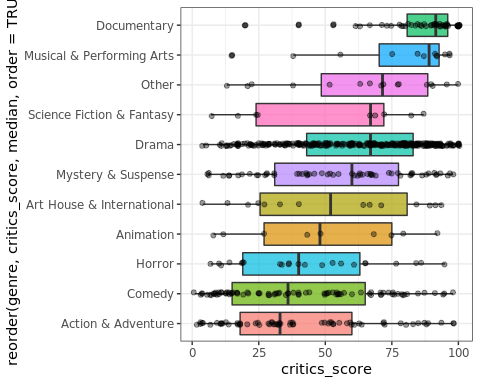 reorder(genre, critics_score, median, order = TRU
Documentary
Musical & Performing Arts
Other
Science Fiction & Fantasy
Drama
Mystery & Suspense
Art House & International
Animation
Horror
Comedy
Action & Adventure
0 25 50 75 100
critics_score